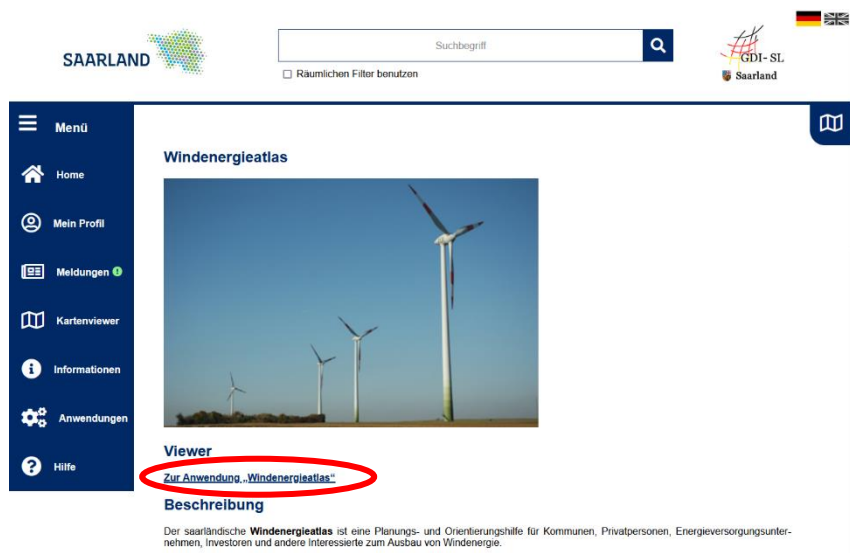 SAARLAND
Suchbegriff
Räumlichen Filter benutzen
GDI-SL
Saarland
Menü
Home
Mein Profil
Meldungen
Kartenviewer
Informationen
Anwendungen
Hilfe
Windenergieatlas
Viewer
Zur Anwendung „Windenergieatlas“
Beschreibung
Der saarländische Windenergieatlas ist eine Planungs- und Orientierungshilfe für Kommunen, Privatpersonen, Energieversorgungsunter-
nehmen, Investoren und andere Interessierte zum Ausbau von Windenergie.